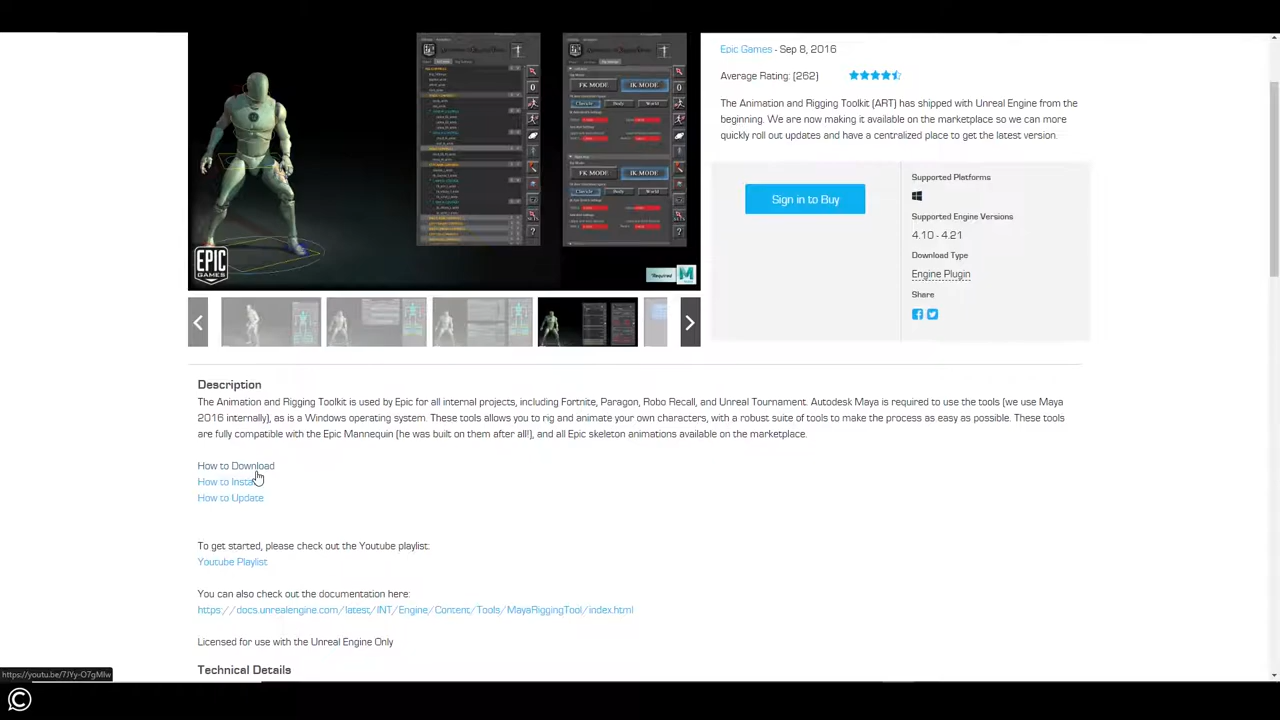 Epic Games - Sep 8, 2016
Average Rating: (262)
The Animation and Rigging Toolkit (ART) has shipped with Unreal Engine from the
beginning. We are now making it available on the marketplace so we can more
quickly roll out updates and have a centralized place to get the latest version.
Sign in to Buy
Supported Platforms
Supported Engine Versions
4.10 - 4.21
Download Type
Engine Plugin
Share
FK MODE IK MODE
Body World
FK MODE IK MODE
Body World
EPIC
GAMES
Required M
Description
The Animation and Rigging Toolkit is used by Epic for all internal projects, including Fortnite, Paragon, Robo Recall, and Unreal Tournament. Autodesk Maya is required to use the tools (we use Maya
2016 internally), as is a Windows operating system. These tools allows you to rig and animate your own characters, with a robust suite of tools to make the process as easy as possible. These tools
are fully compatible with the Epic Mannequin (he was built on them after all!), and all Epic skeleton animations available on the marketplace.
How to Download
How to
How to Update
To get started, please check out the Youtube playlist:
Youtube Playlist
You can also check out the documentation here:
https://docs.unrealengine.com/latest/INT/Engine/Content/Tools/MayaRiggingTool/index.html
Licensed for use with the Unreal Engine Only
Technical Details
https://youtu.be/7JYy-O7gMlw